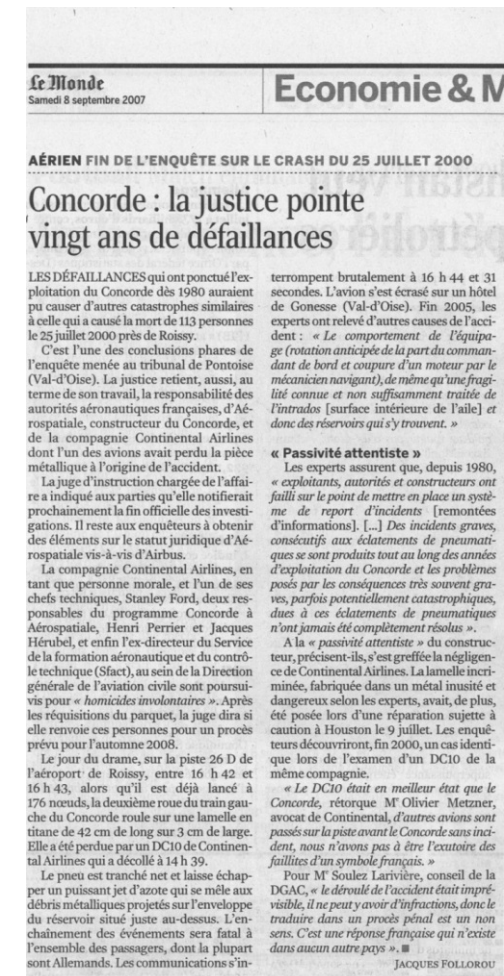 Le Monde
Samedi 8 septembre 2007
Economie & M
AÉRIEN FIN DE L'ENQUÊTE SUR LE CRASH DU 25 JUILLET 2000
Concorde : la justice pointe
vingt ans de défaillances
LES DÉFAILLANCES qui ont ponctué l'ex-
ploitation du Concorde dès 1980 auraient
pu causer d'autres catastrophes similaires
à celle qui a causé la mort de 113 personnes
le 25 juillet 2000 près de Roissy.
C'est l'une des conclusions phares de
l'enquête menée au tribunal de Pontoise
(Val-d'Oise). La justice retient, aussi, au
terme de son travail, la responsabilité des
autorités aéronautiques françaises, d'Aé-
rospatiale, constructeur du Concorde, et
de la compagnie Continental Airlines
dont l'un des avions avait perdu la pièce
métallique à l'origine de l'accident.
La juge d'instruction chargée de l'affai-
re a indiqué aux parties qu'elle notifierait
prochainement la fin officielle des investi-
gations. Il reste aux enquêteurs à obtenir
des éléments sur le statut juridique d'Aé-
rospatiale vis-à-vis d'Airbus.
La compagnie Continental Airlines, en
tant que personne morale, et l'un de ses
chefs techniques, Stanley Ford, deux res-
ponsables du programme Concorde à
Aérospatiale, Henri Perrier et Jacques
Hérubel, et enfin l'ex-directeur du Service
de la formation aéronautique et du contrô-
le technique (Sfact), au sein de la Direction
générale de l'aviation civile sont poursui-
vis pour « homicides involontaires ». Après
les réquisitions du parquet, la juge dira si
elle renvoie ces personnes pour un procès
prévu pour l'automne 2008.
Le jour du drame, sur la piste 26 D de
l'aéroport de Roissy, entre 16 h 42 et
16 h 43, alors qu'il est déjà lancé à
176 nœuds, la deuxième roue du train gau-
che du Concorde roule sur une lamelle en
titane de 42 cm de long sur 3 cm de large.
Elle a été perdue par un DC10 de Continen-
tal Airlines qui a décollé à 14 h 39.
Le pneu est tranché net et laisse échap-
per un puissant jet d'azote qui se mêle aux
débris métalliques projetés sur l'enveloppe
du réservoir situé juste au-dessus. L'en-
chaînement des événements sera fatal à
l'ensemble des passagers, dont la plupart
sont Allemands. Les communications s'in-
terrompent brutalement à 16 h 44 et 31
secondes. L'avion s'est écrasé sur un hôtel
de Gonesse (Val-d'Oise). Fin 2005, les
experts ont relevé d'autres causes de l'acci-
dent : « Le comportement de l'équipa-
ge (rotation anticipée de la part du comman-
dant de bord et coupure d'un moteur par le
mécanicien navigant), de même qu'une fragi-
lité connue et non suffisamment traitée de
l'intrados [surface intérieure de l'aile] et
donc des réservoirs qui s'y trouvent. »
« Passivité attentiste »
Les experts assurent que, depuis 1980,
« exploitants, autorités et constructeurs ont
failli sur le point de mettre en place un systè-
me de report d'incidents [remontées
d'informations]. [...] Des incidents graves,
consécutifs aux éclatements de pneumati-
ques se sont produits tout au long des années
d'exploitation du Concorde et les problèmes
posés par les conséquences très souvent gra-
ves, parfois potentiellement catastrophiques,
dues à ces éclatements de pneumatiques
n'ont jamais été complètement résolus ».
A la « passivité attentiste » du construc-
teur, précisent-ils, s'est greffée la négligen-
ce de Continental Airlines. La lamelle incri-
minée, fabriquée dans un métal inusité et
dangereux selon les experts, avait, de plus,
été posée lors d'une réparation sujette à
caution à Houston le 9 juillet. Les enquê-
teurs découvriront, fin 2000, un cas identi-
que lors de l'examen d'un DC10 de la
même compagnie.
« Le DC10 était en meilleur état que le
Concorde, rétorque Mᵉ Olivier Metzner,
avocat de Continental, d'autres avions sont
passés sur la piste avant le Concorde sans inci-
dent, nous n'avons pas à être l'exutoire des
faillites d'un symbole français. »
Pour Mᵉ Soulez Larivière, conseil de la
DGAC, « le déroulé de l'accident était impré-
visible, il ne peut y avoir d'infractions, donc le
traduire dans un procès pénal est un non
sens. C'est une réponse française qui n'existe
dans aucun autre pays ». ■
JACQUES FOLLOROU